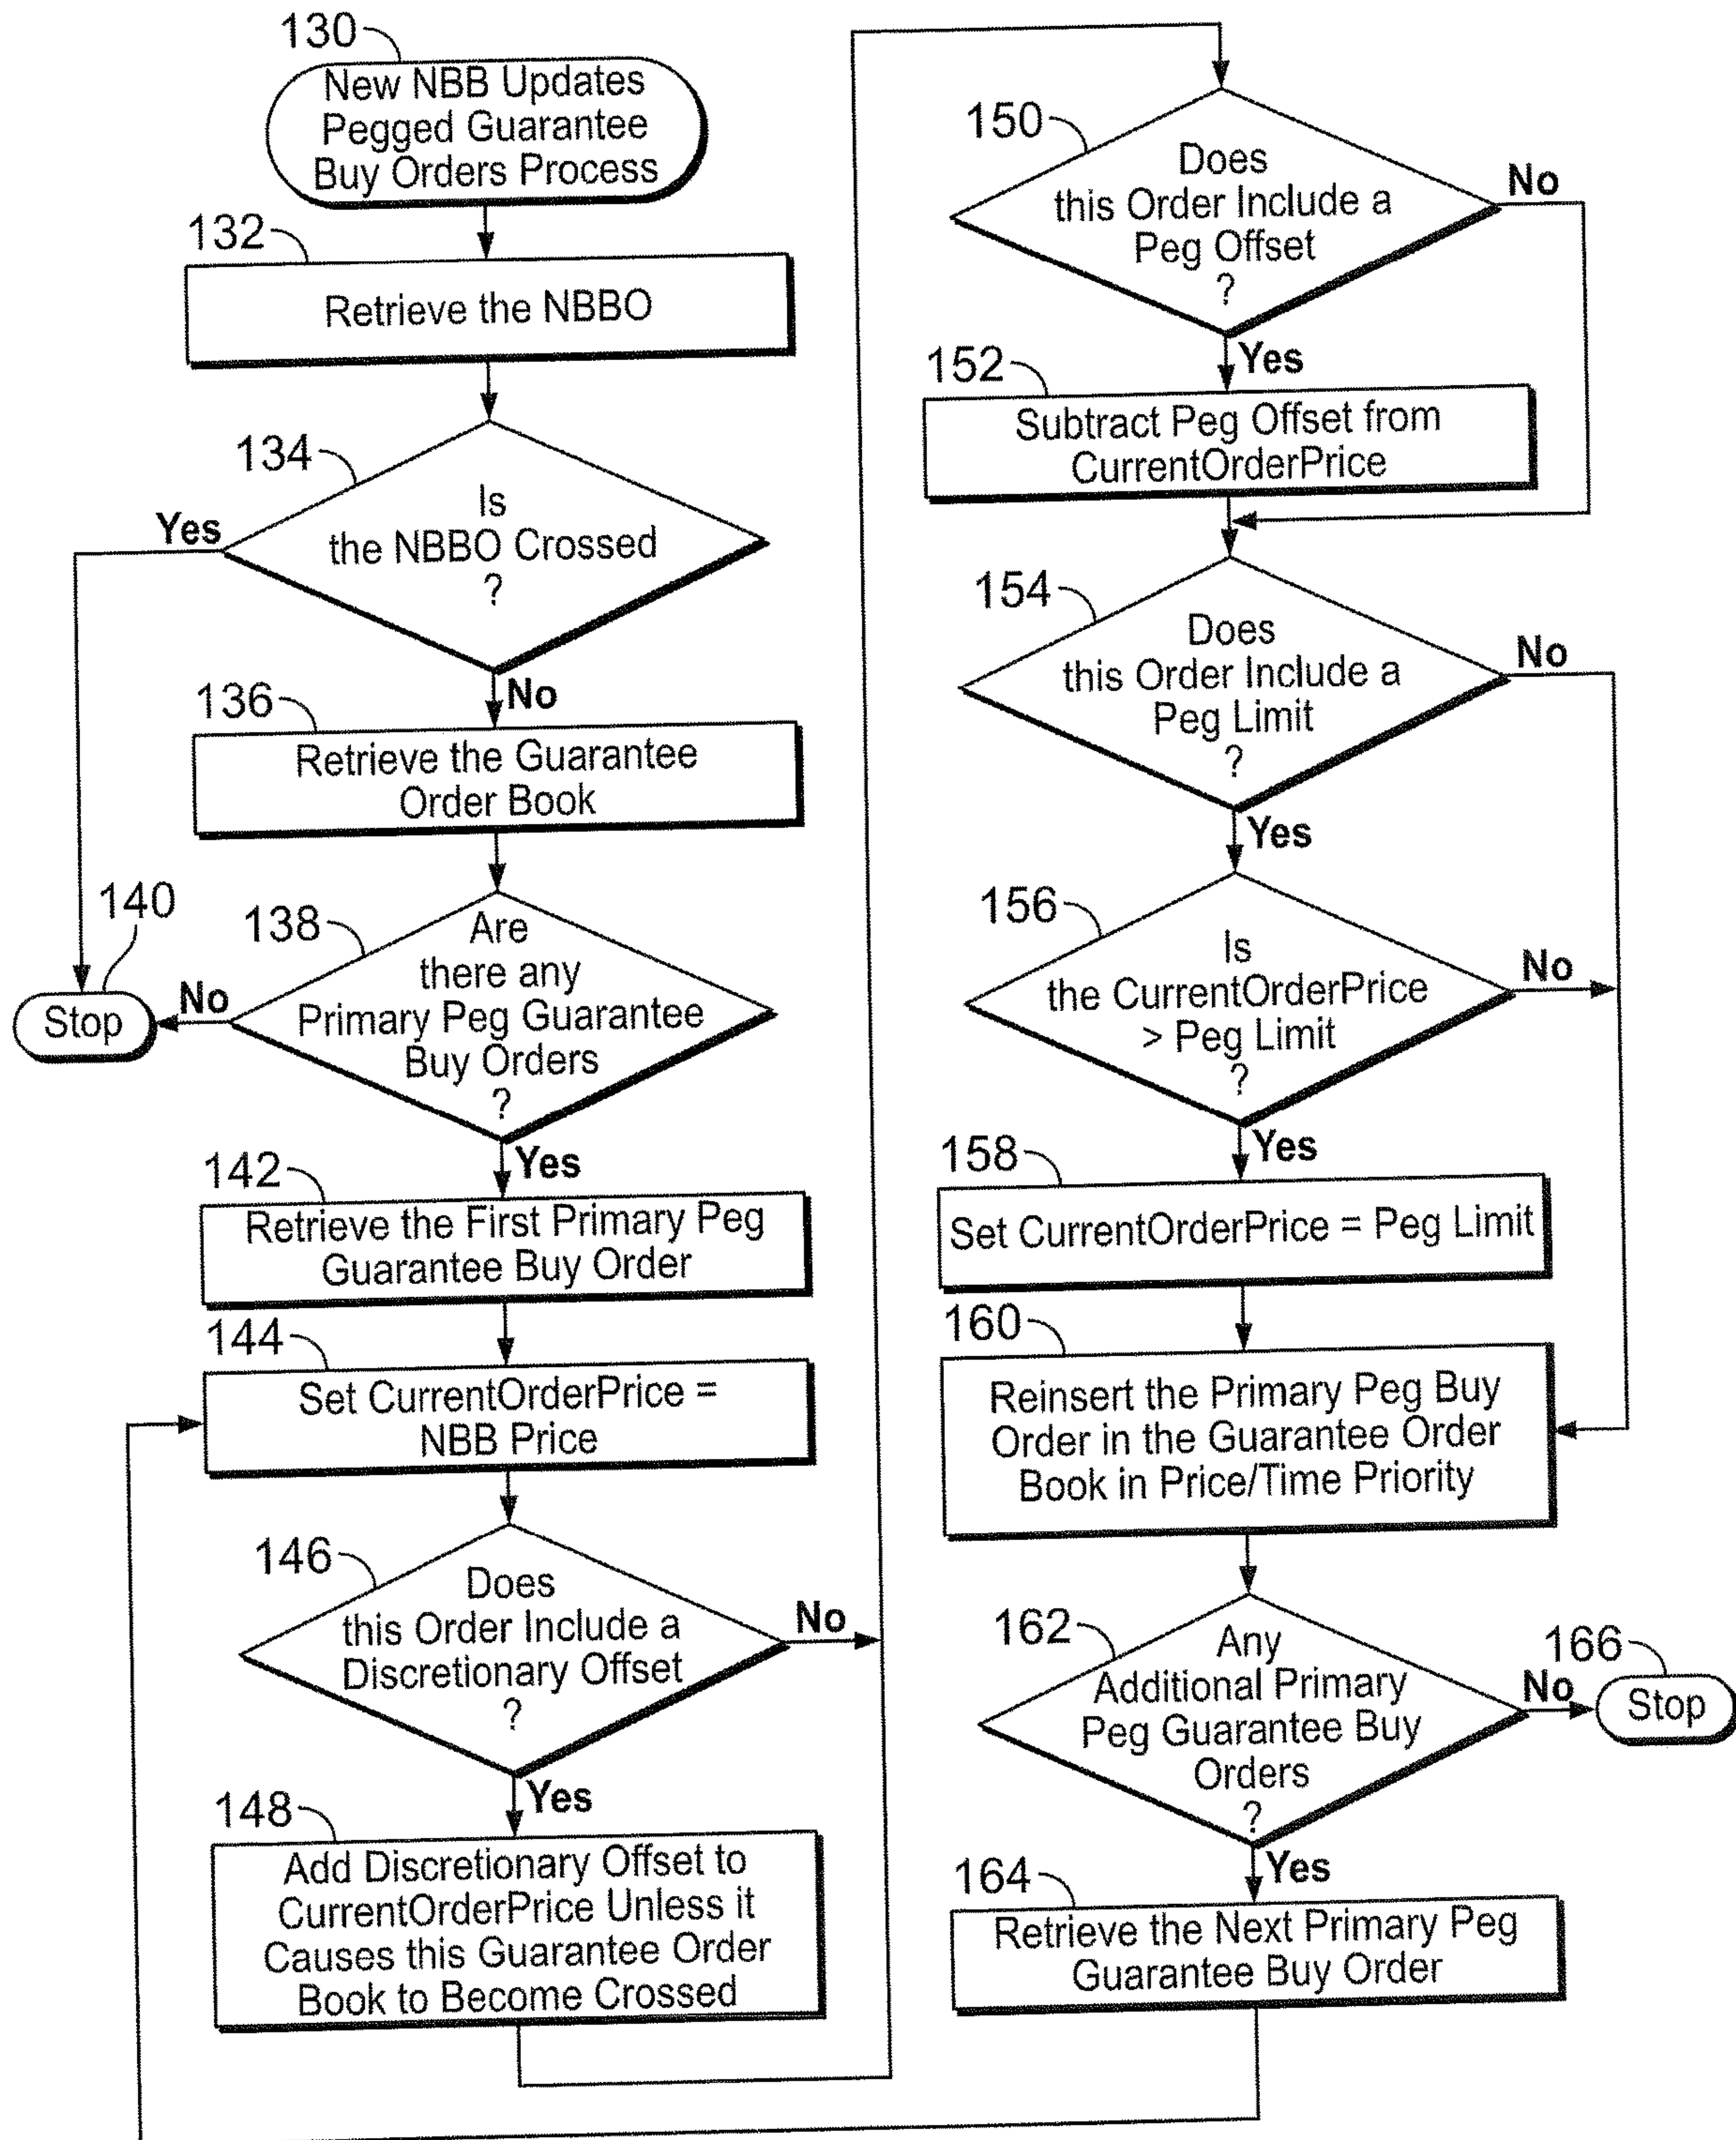 130
New NBB Updates
Pegged Guarantee
Buy Orders Process
132
Retrieve the NBBO
134
Is
the NBBO Crossed
?
Yes
No
136
Retrieve the Guarantee
Order Book
138
Are
there any
Primary Peg Guarantee
Buy Orders
?
No
140
Stop
Yes
142
Retrieve the First Primary Peg
Guarantee Buy Order
144
Set CurrentOrderPrice =
NBB Price
146
Does
this Order Include a
Discretionary Offset
?
No
Yes
148
Add Discretionary Offset to
CurrentOrderPrice Unless it
Causes this Guarantee Order
Book to Become Crossed
150
Does
this Order Include a
Peg Offset
?
No
Yes
152
Subtract Peg Offset from
CurrentOrderPrice
154
Does
this Order Include a
Peg Limit
?
No
Yes
156
Is
the CurrentOrderPrice
> Peg Limit
?
No
Yes
158
Set CurrentOrderPrice = Peg Limit
160
Reinsert the Primary Peg Buy
Order in the Guarantee Order
Book in Price/Time Priority
162
Any
Additional Primary
Peg Guarantee Buy
Orders
?
No
166
Stop
Yes
164
Retrieve the Next Primary Peg
Guarantee Buy Order